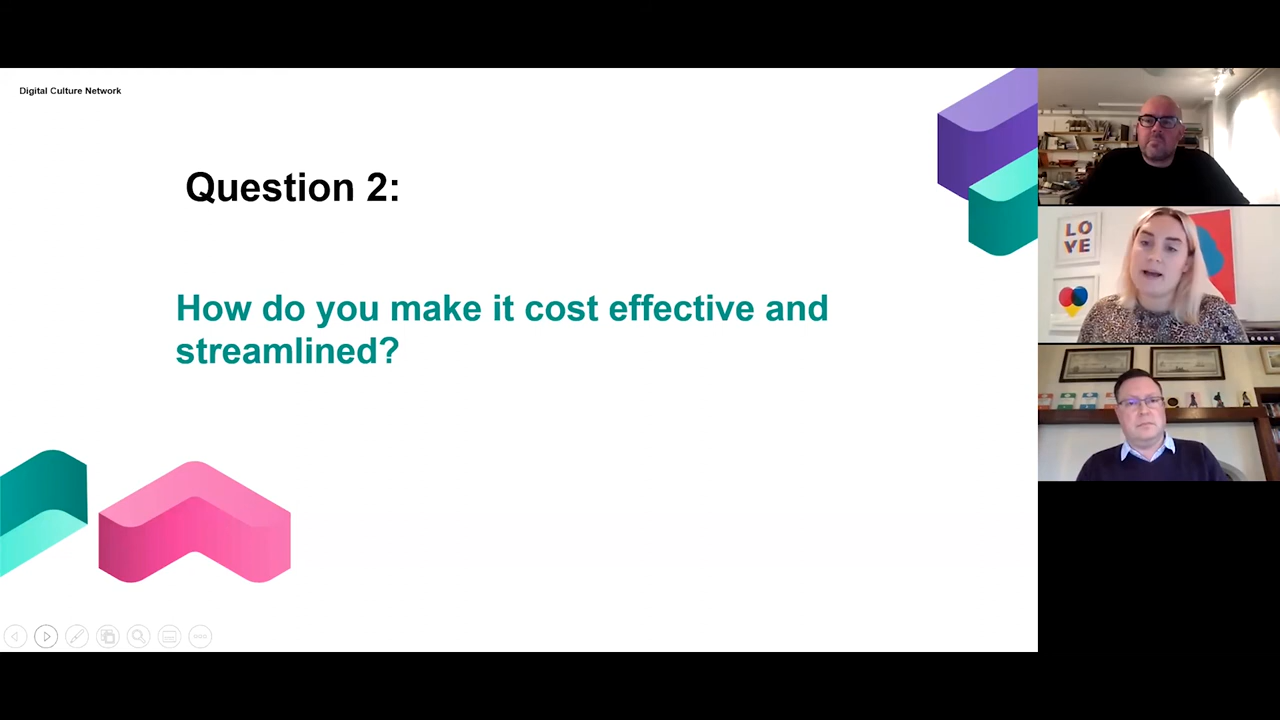 Digital Culture Network
Question 2:
How do you make it cost effective and
streamlined?
LO
VE